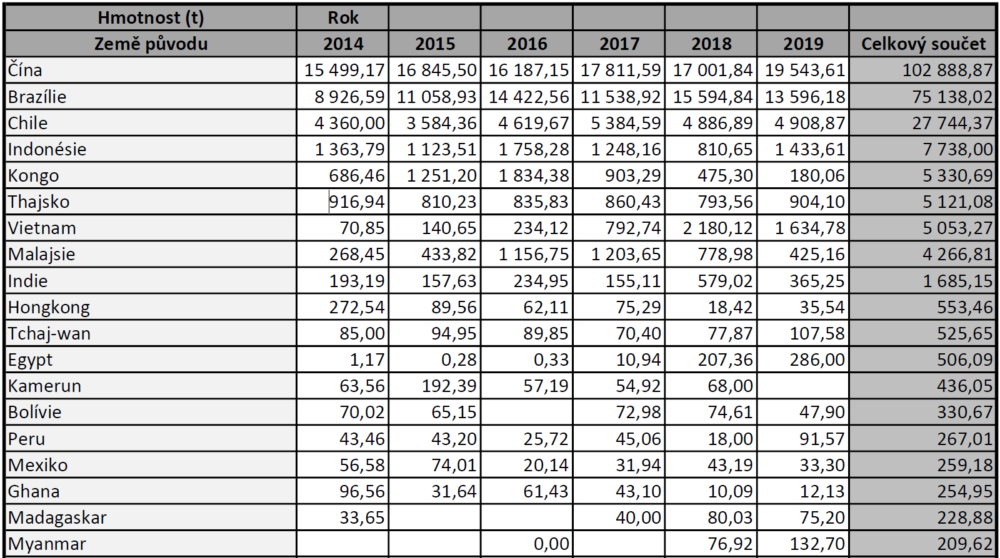 Hmotnost (t) Rok
Země původu 2014 2015 2016 2017 2018 2019 Celkový součet
Čína 15 499,17 16 845,50 16 187,15 17 811,59 17 001,84 19 543,61 102 888,87
Brazílie 8 926,59 11 058,93 14 422,56 11 538,92 15 594,84 13 596,18 75 138,02
Chile 4 360,00 3 584,36 4 619,67 5 384,59 4 886,89 4 908,87 27 744,37
Indonésie 1 363,79 1 123,51 1 758,28 1 248,16 810,65 1 433,61 7 738,00
Kongo 686,46 1 251,20 1 834,38 903,29 475,30 180,06 5 330,69
Thajsko 916,94 810,23 835,83 860,43 793,56 904,10 5 121,08
Vietnam 70,85 140,65 234,12 792,74 2 180,12 1 634,78 5 053,27
Malajsie 268,45 433,82 1 156,75 1 203,65 778,98 425,16 4 266,81
Indie 193,19 157,63 234,95 155,11 579,02 365,25 1 685,15
Hongkong 272,54 89,56 62,11 75,29 18,42 35,54 553,46
Tchaj-wan 85,00 94,95 89,85 70,40 77,87 107,58 525,65
Egypt 1,17 0,28 0,33 10,94 207,36 286,00 506,09
Kamerun 63,56 192,39 57,19 54,92 68,00 436,05
Bolívie 70,02 65,15 72,98 74,61 47,90 330,67
Peru 43,46 43,20 25,72 45,06 18,00 91,57 267,01
Mexiko 56,58 74,01 20,14 31,94 43,19 33,30 259,18
Ghana 96,56 31,64 61,43 43,10 10,09 12,13 254,95
Madagaskar 33,65 40,00 80,03 75,20 228,88
Myanmar 0,00 76,92 132,70 209,62